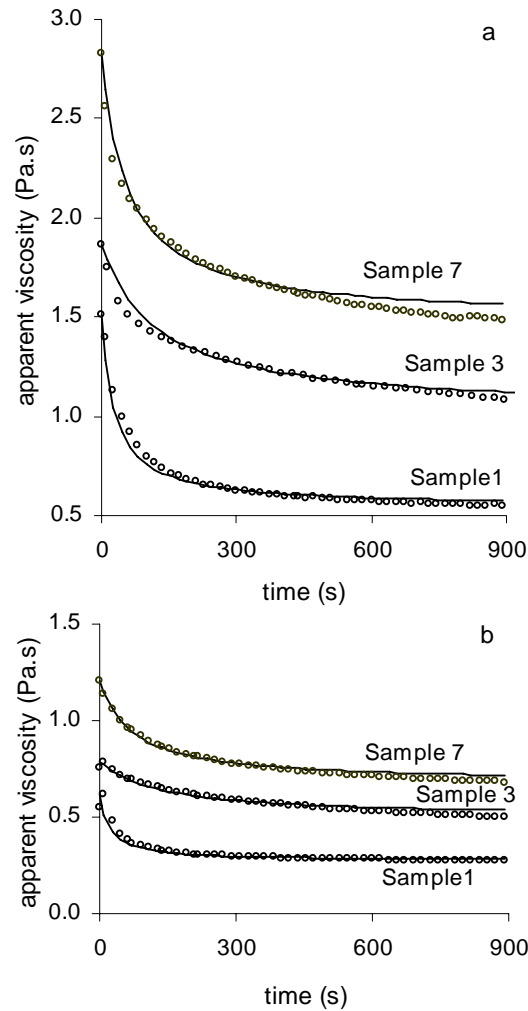 a
3.0
2.5
2.0
1.5
1.0
0.5
apparent viscosity (Pa.s)
Sample 7
Sample 3
Sample1
0 300 600 900
time (s)
b
1.5
1.0
0.5
0.0
apparent viscosity (Pa.s)
Sample 7
Sample 3
Sample1
0 300 600 900
time (s)